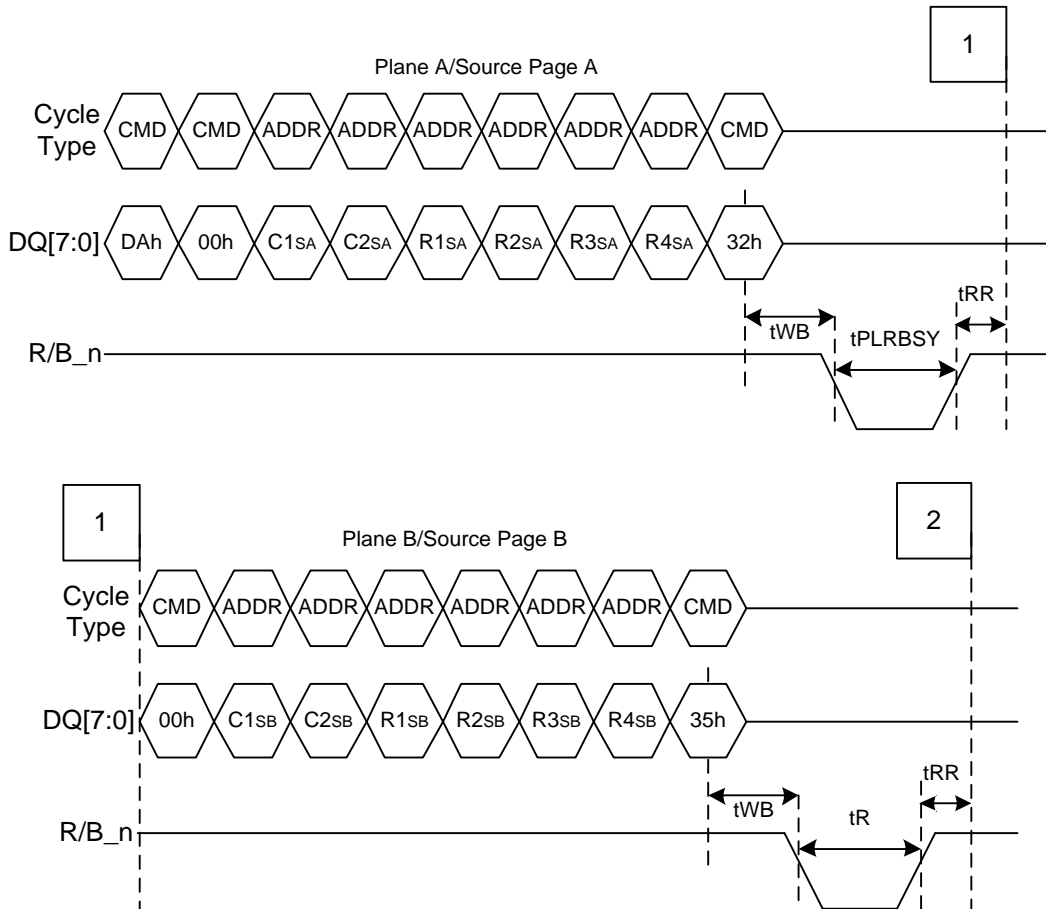 1
Plane A/Source Page A
Cycle Type CMD CMD ADDR ADDR ADDR ADDR ADDR ADDR CMD
DQ[7:0] DAh 00h C1SA C2SA R1SA R2SA R3SA R4SA 32h
tRR
tWB tPLRBSY
R/B_n
1 2
Plane B/Source Page B
Cycle Type CMD ADDR ADDR ADDR ADDR ADDR ADDR CMD
DQ[7:0] 00h C1SB C2SB R1SB R2SB R3SB R4SB 35h
tRR
tWB tR
R/B_n